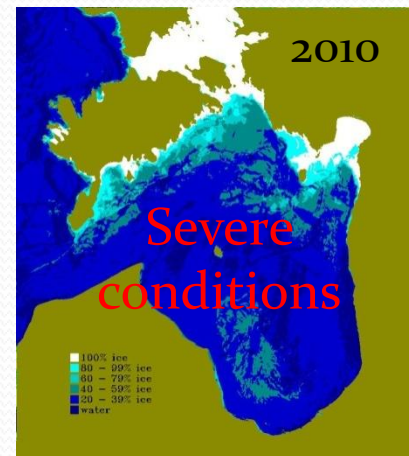 2010
Severe
conditions
100% ice
80 - 99% ice
60 - 79% ice
40 - 59% ice
20 - 39% ice
water